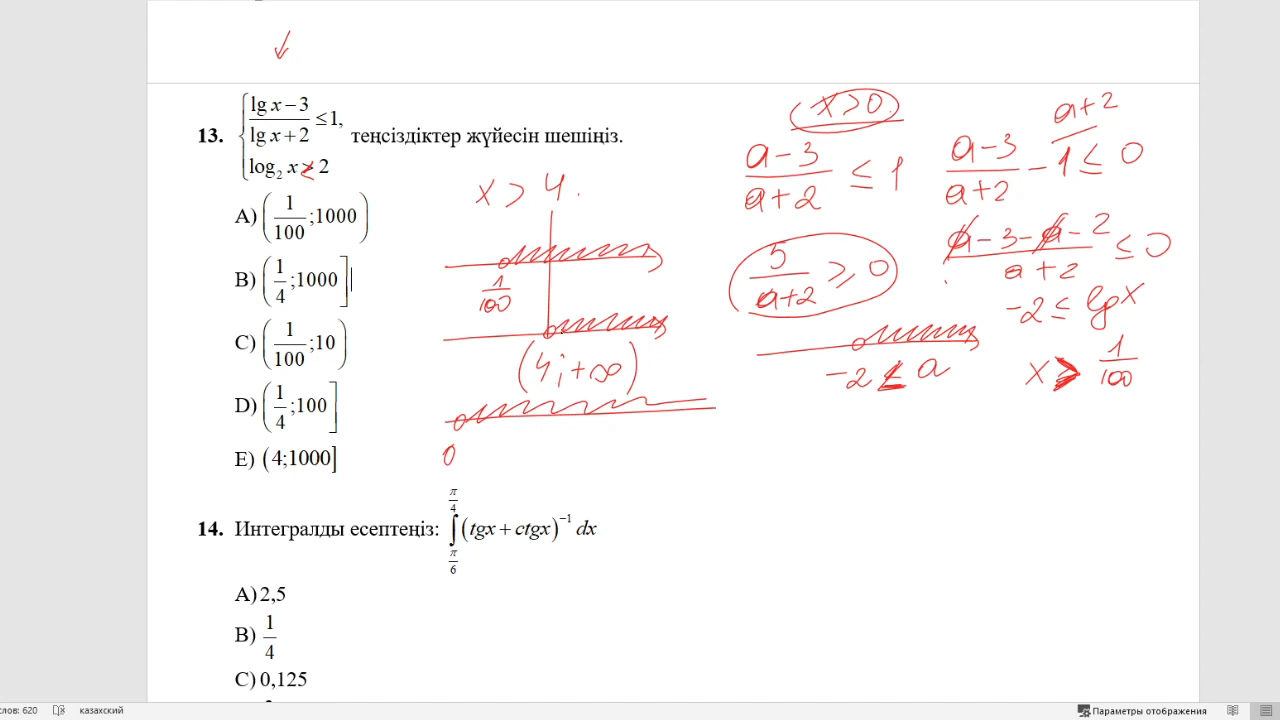 13. { (lg x − 3)/(lg x + 2) ≤ 1, log₂ x > 2 теңсіздіктер жүйесін шешіңіз.
A) (1/100 ;1000)
B) (1/4 ;1000]
C) (1/100 ;10)
D) (1/4 ;100]
E) (4;1000]
x > 4.
1/100
(4; +∞)
0
x > 0
(a − 3)/(a + 2) ≤ 1
5/(a+2) ≥ 0
−2 ≤ a
a+2
(a − 3)/(a+2) − 1 ≤ 0
(a − 3 − a − 2)/(a+2) ≤ 0
−2 ≤ lg x
x > 1/100
14. Интегралды есептеңіз: ∫_{π/6}^{π/4} (tgx + ctgx)⁻¹ dx
A) 2,5
B) 1/4
C) 0,125
слов: 620 казахский Параметры отображения